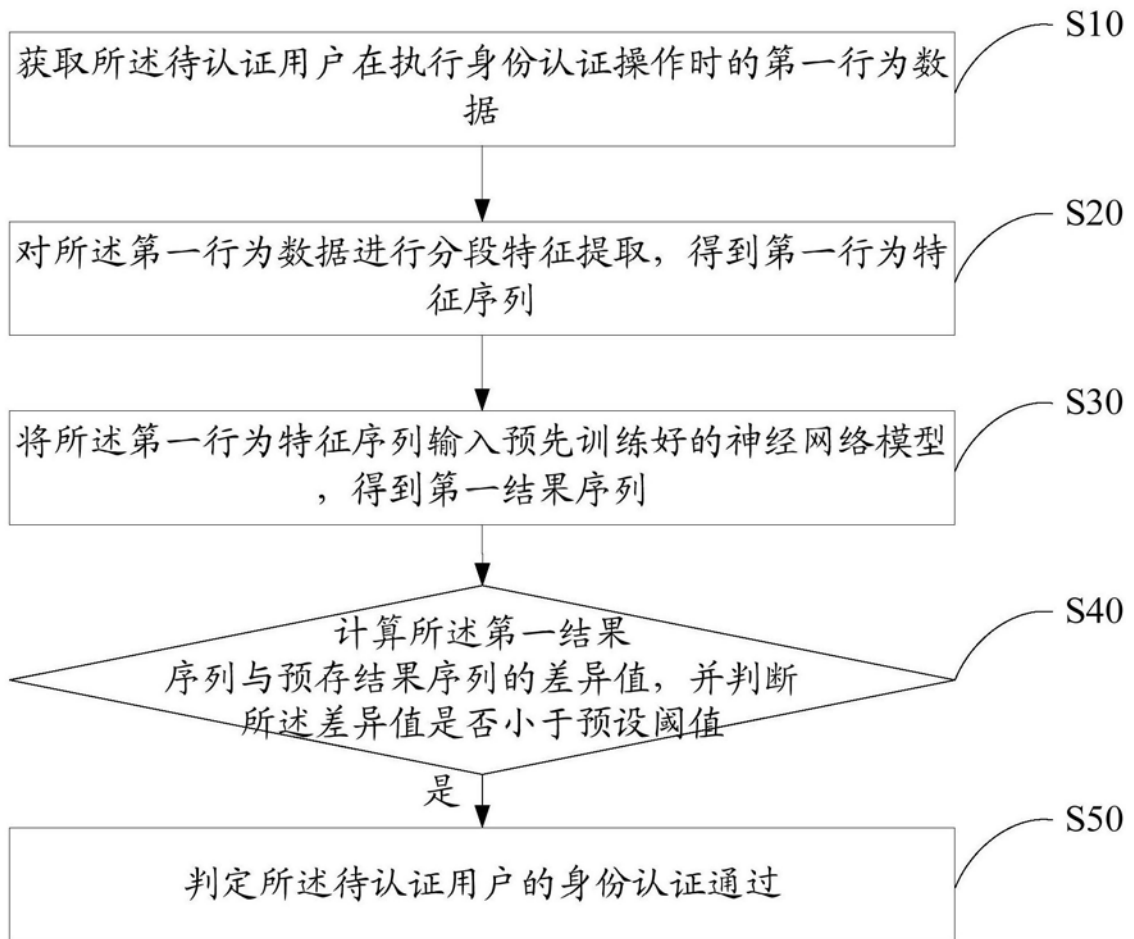 S10
获取所述待认证用户在执行身份认证操作时的第一行为数
据
S20
对所述第一行为数据进行分段特征提取，得到第一行为特
征序列
S30
将所述第一行为特征序列输入预先训练好的神经网络模型
，得到第一结果序列
S40
计算所述第一结果
序列与预存结果序列的差异值，并判断
所述差异值是否小于预设阈值
是
S50
判定所述待认证用户的身份认证通过